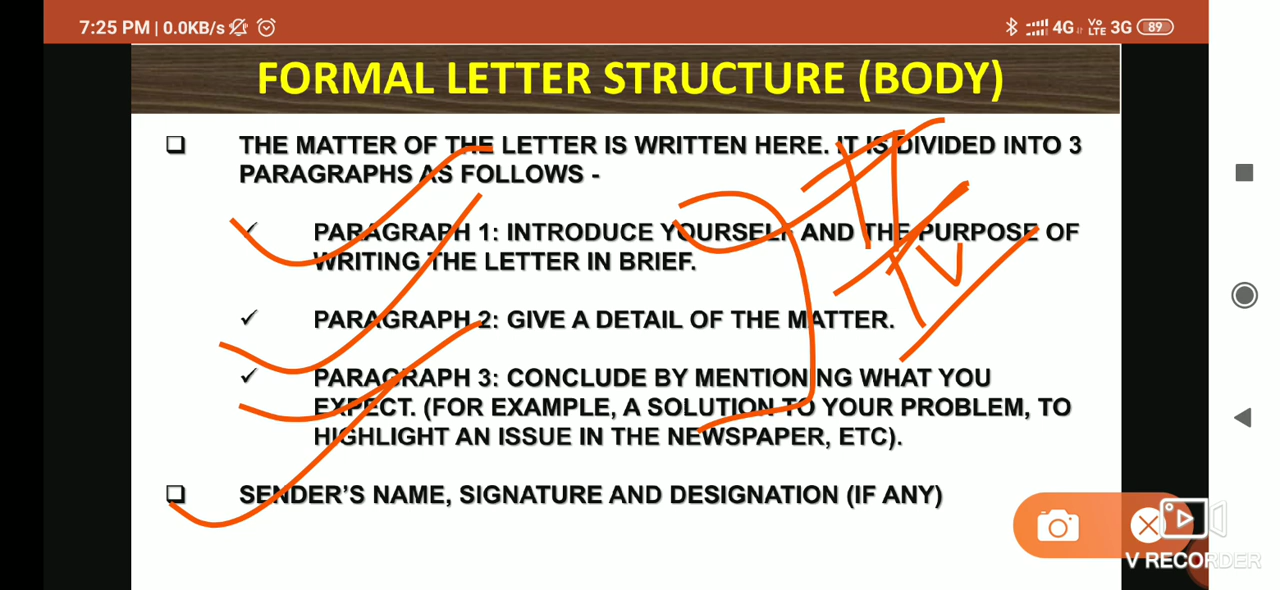 7:25 PM | 0.0KB/s
4G Vo LTE 3G 89
FORMAL LETTER STRUCTURE (BODY)
❑ THE MATTER OF THE LETTER IS WRITTEN HERE. IT IS DIVIDED INTO 3
PARAGRAPHS AS FOLLOWS -
✓ PARAGRAPH 1: INTRODUCE YOURSELF AND THE PURPOSE OF
WRITING THE LETTER IN BRIEF.
✓ PARAGRAPH 2: GIVE A DETAIL OF THE MATTER.
✓ PARAGRAPH 3: CONCLUDE BY MENTIONING WHAT YOU
EXPECT. (FOR EXAMPLE, A SOLUTION TO YOUR PROBLEM, TO
HIGHLIGHT AN ISSUE IN THE NEWSPAPER, ETC).
❑ SENDER'S NAME, SIGNATURE AND DESIGNATION (IF ANY)
V RECORDER